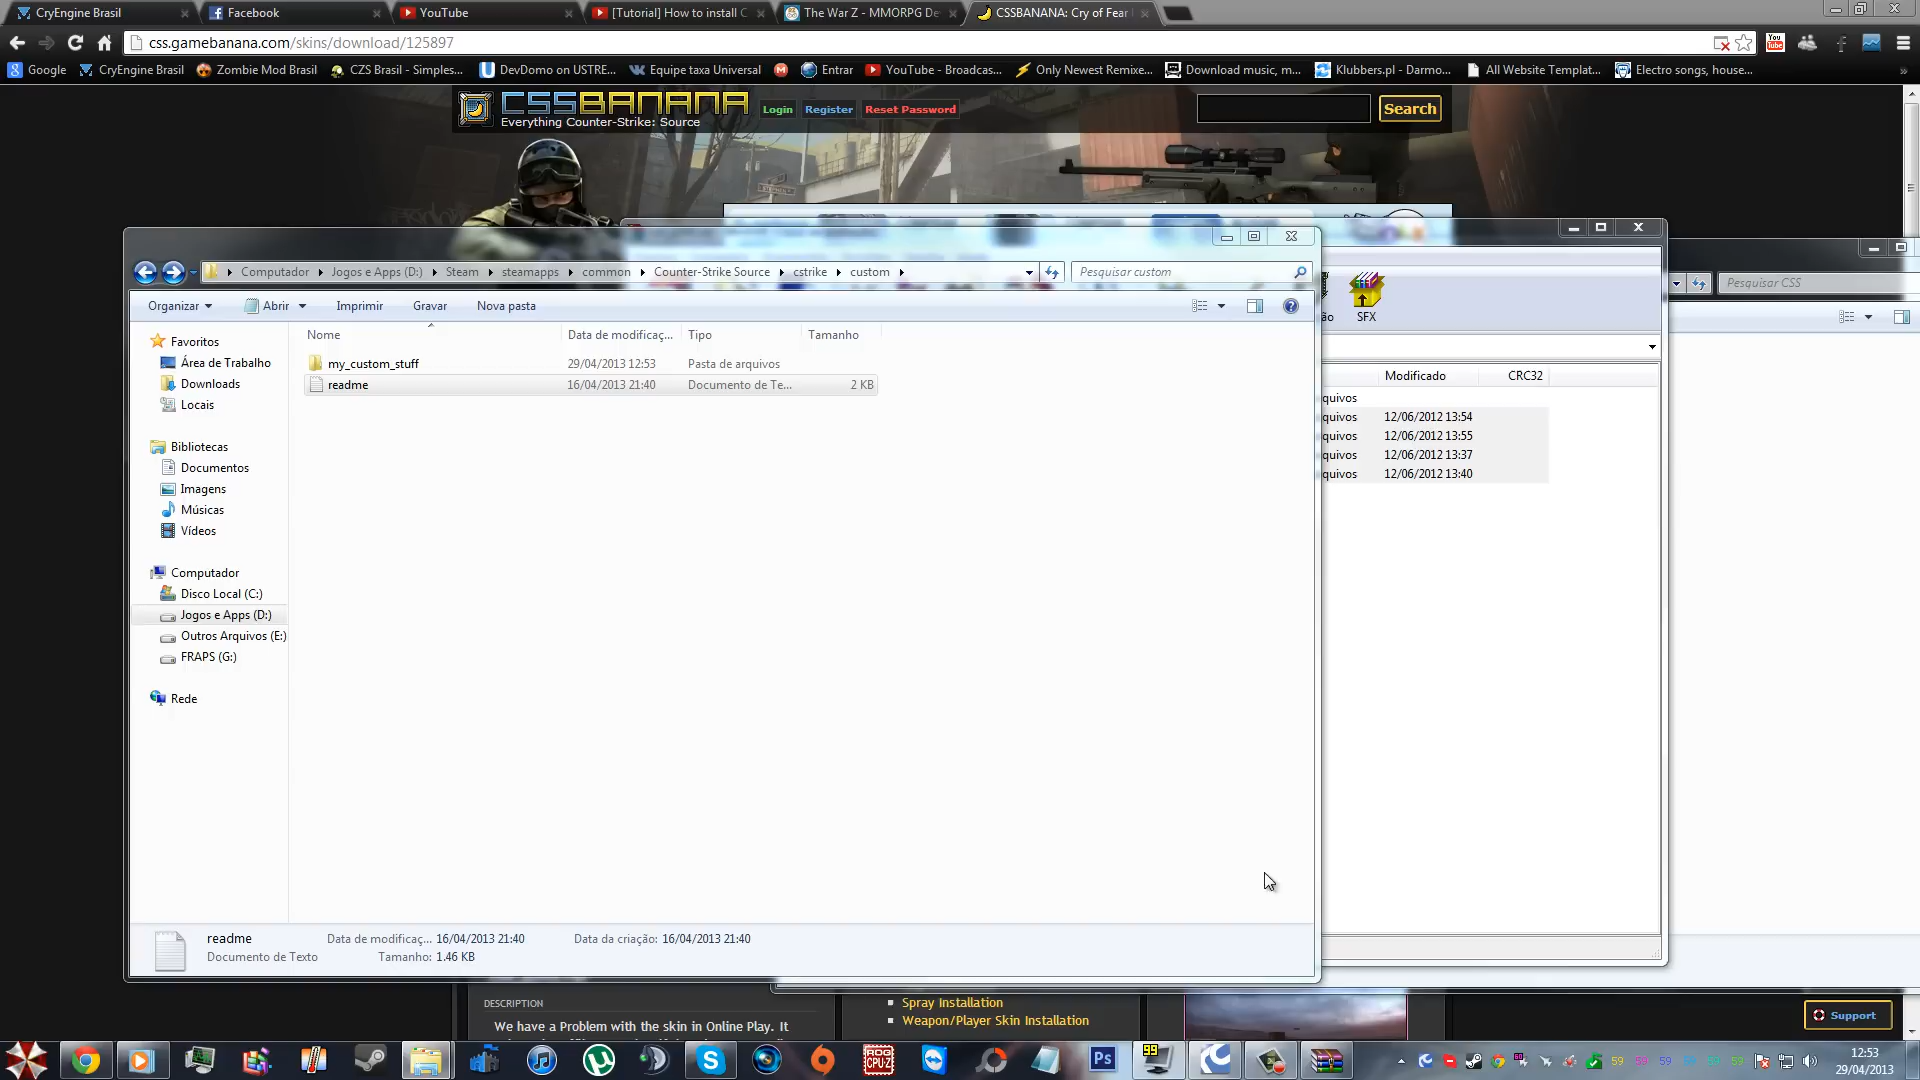 CryEngine Brasil
Facebook
YouTube
[Tutorial] How to install C
The War Z - MMORPG De
CSSBANANA: Cry of Fear
css.gamebanana.com/skins/download/125897
Google
CryEngine Brasil
Zombie Mod Brasil
CZS Brasil - Simples...
DevDomo on USTRE...
Equipe taxa Universal
Entrar
YouTube - Broadcas...
Only Newest Remixe...
Download music, m...
Klubbers.pl - Darmo...
All Website Templat...
Electro songs, house...
CSSBANANA
Everything Counter-Strike: Source
Login
Register
Reset Password
Search
Computador
Jogos e Apps (D:)
Steam
steamapps
common
Counter-Strike Source
cstrike
custom
Pesquisar custom
Pesquisar CSS
Organizar
Abrir
Imprimir
Gravar
Nova pasta
ão
SFX
Nome
Data de modificaç...
Tipo
Tamanho
my_custom_stuff
29/04/2013 12:53
Pasta de arquivos
readme
16/04/2013 21:40
Documento de Te...
2 KB
Favoritos
Área de Trabalho
Downloads
Locais
Bibliotecas
Documentos
Imagens
Músicas
Vídeos
Computador
Disco Local (C:)
Jogos e Apps (D:)
Outros Arquivos (E:)
FRAPS (G:)
Rede
Modificado
CRC32
quivos
quivos 12/06/2012 13:54
quivos 12/06/2012 13:55
quivos 12/06/2012 13:37
quivos 12/06/2012 13:40
readme
Data de modificaç... 16/04/2013 21:40
Data da criação: 16/04/2013 21:40
Documento de Texto
Tamanho: 1.46 KB
DESCRIPTION
We have a Problem with the skin in Online Play. It
Spray Installation
Weapon/Player Skin Installation
Support
Ps
99
59
59
59
59
59
59
59
12:53
29/04/2013